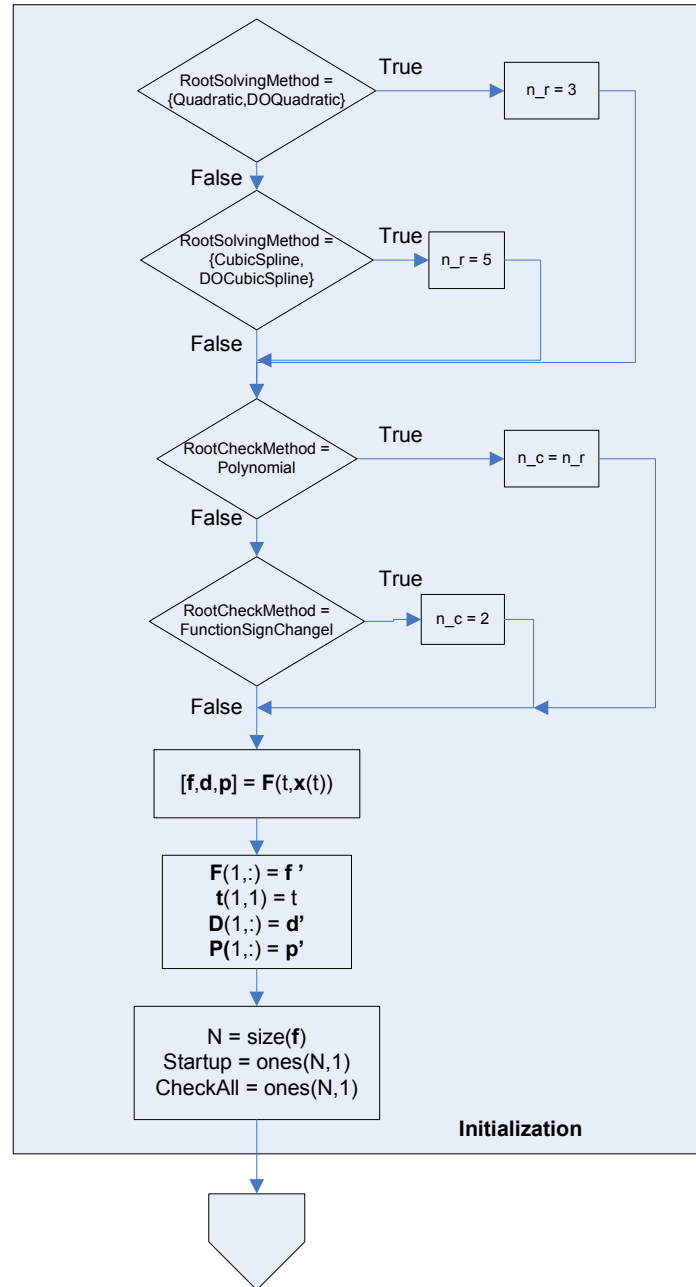 RootSolvingMethod =
{Quadratic,DOQuadratic}
True
n_r = 3
False
RootSolvingMethod =
{CubicSpline,
DOCubicSpline}
True
n_r = 5
False
RootCheckMethod =
Polynomial
True
n_c = n_r
False
RootCheckMethod =
FunctionSignChangel
True
n_c = 2
False
[f,d,p] = F(t,x(t))
F(1,:) = f '
t(1,1) = t
D(1,:) = d’
P(1,:) = p’
N = size(f)
Startup = ones(N,1)
CheckAll = ones(N,1)
Initialization